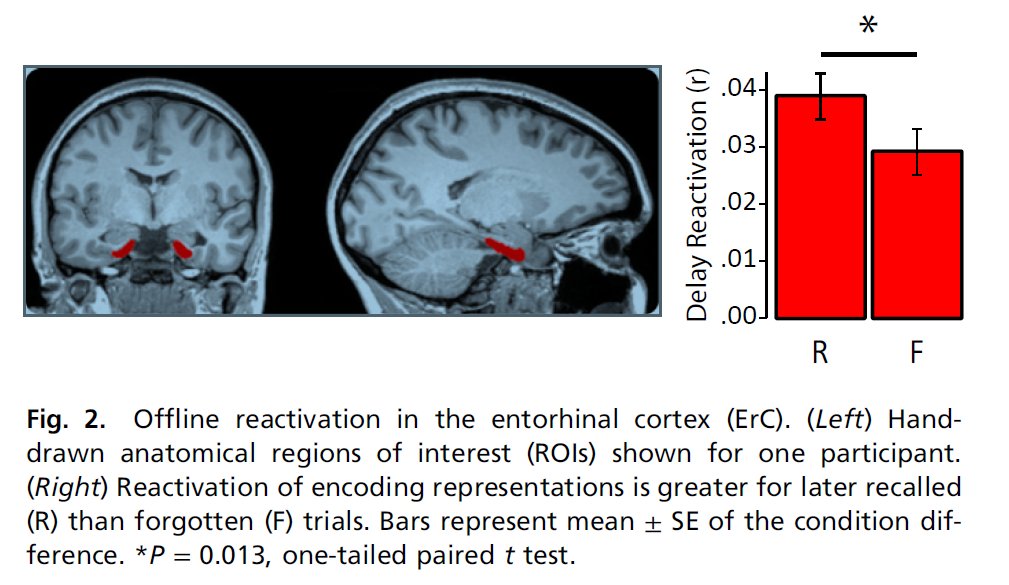 *
Delay Reactivation (r)
.04
.03
.02
.01
.00
R F
Fig. 2. Offline reactivation in the entorhinal cortex (ErC). (Left) Hand-
drawn anatomical regions of interest (ROIs) shown for one participant.
(Right) Reactivation of encoding representations is greater for later recalled
(R) than forgotten (F) trials. Bars represent mean ± SE of the condition dif-
ference. *P = 0.013, one-tailed paired t test.